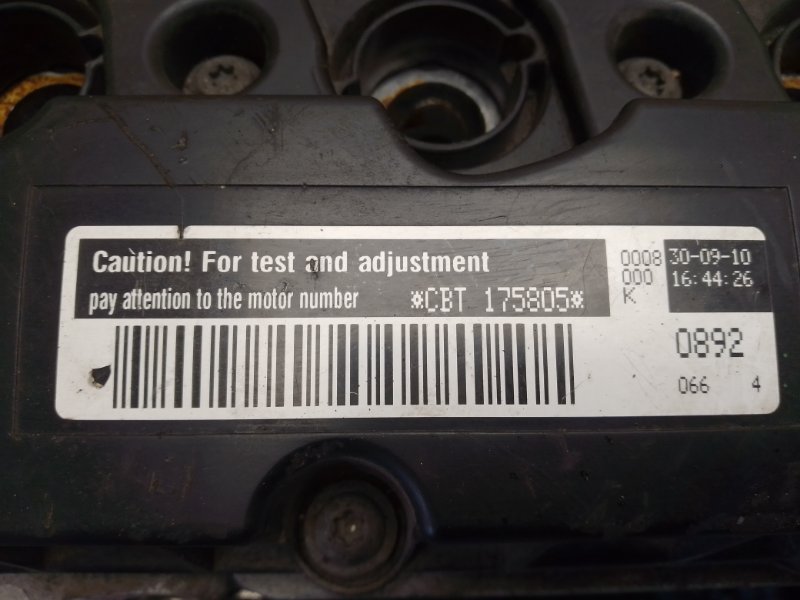 Caution! For test and adjustment
pay attention to the motor number *CBT 175805*
0008 30-09-10
000 16:44:26
K
0892
066 4